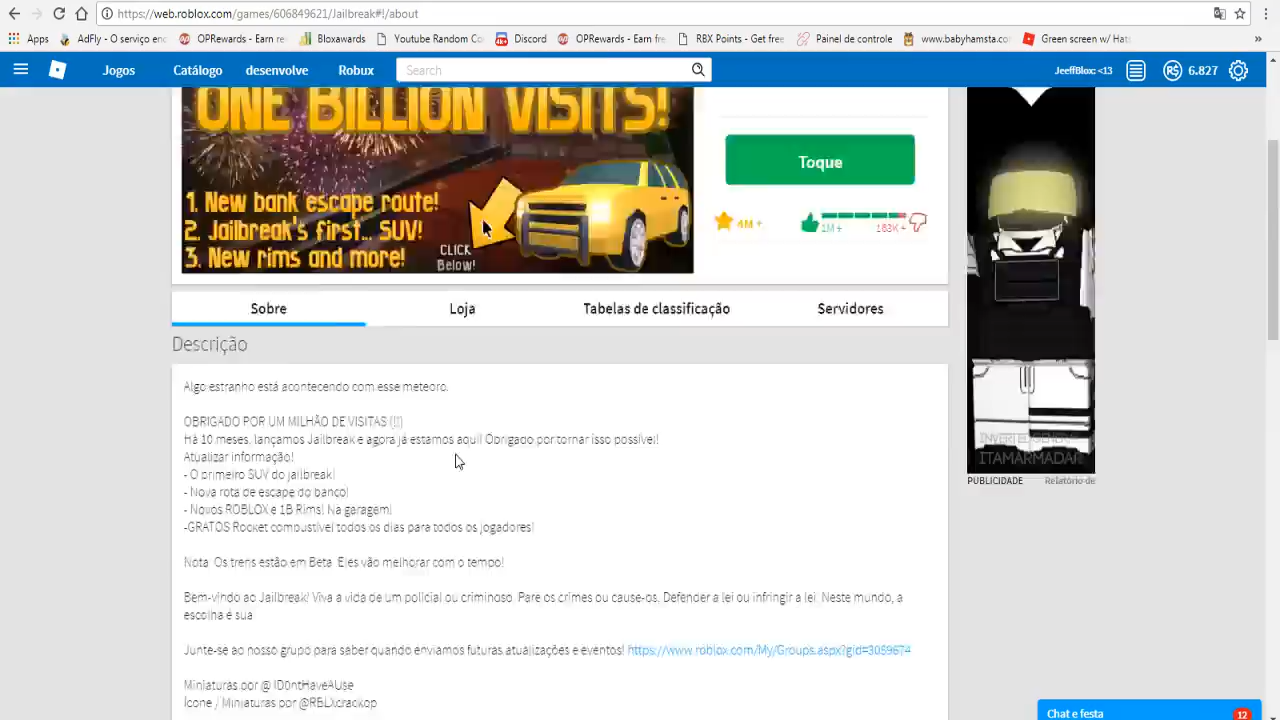 https://web.roblox.com/games/606849621/Jailbreak#!/about
Apps AdFly - O serviço enc OPRewards - Earn re Bloxawards Youtube Random Co Discord OPRewards - Earn fre RBX Points - Get free Painel de controle www.babyhamsta.co Green screen w/ Hats »
Jogos Catálogo desenvolve Robux Search JeeffBlox: <13 6.827
ONE BILLION VISITS!
1. New bank escape route!
2. Jailbreak's first... SUV!
3. New rims and more!
CLICK
Below!
Toque
4M+ 1M+ 183K+
Sobre Loja Tabelas de classificação Servidores
Descrição
Algo estranho está acontecendo com esse meteoro.
OBRIGADO POR UM MILHÃO DE VISITAS (!!!)
Há 10 meses, lançamos Jailbreak e agora já estamos aqui! Obrigado por tornar isso possível!
Atualizar informação!
- O primeiro SUV do jailbreak!
- Nova rota de escape do banco!
- Novos ROBLOX e 1B Rims! Na garagem!
-GRATOS Rocket combustível todos os dias para todos os jogadores!
Nota: Os trens estão em Beta. Eles vão melhorar com o tempo!
Bem-vindo ao Jailbreak! Viva a vida de um policial ou criminoso. Pare os crimes ou cause-os. Defender a lei ou infringir a lei. Neste mundo, a
escolha é sua.
Junte-se ao nosso grupo para saber quando enviamos futuras atualizações e eventos! https://www.roblox.com/My/Groups.aspx?gid=3059674
Miniaturas por @ ID0ntHaveAUse
Ícone / Miniaturas por @RBLXcrackop
ITAMARMADAN
PUBLICIDADE Relatório de
Chat e festa 12